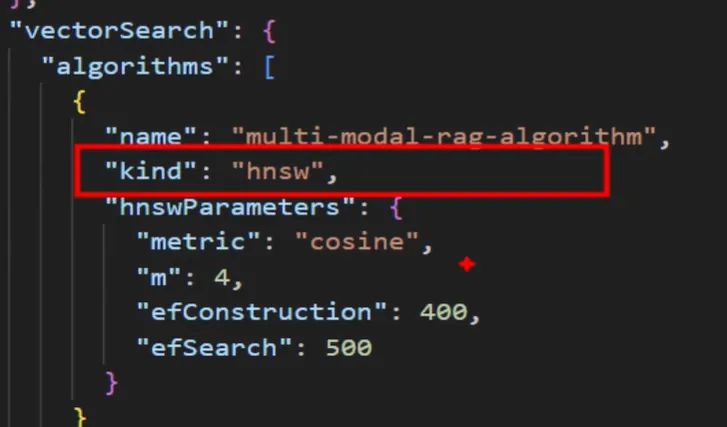 },
"vectorSearch": {
"algorithms": [
{
"name": "multi-modal-rag-algorithm",
"kind": "hnsw",
"hnswParameters": {
"metric": "cosine",
"m": 4,
"efConstruction": 400,
"efSearch": 500
}
}